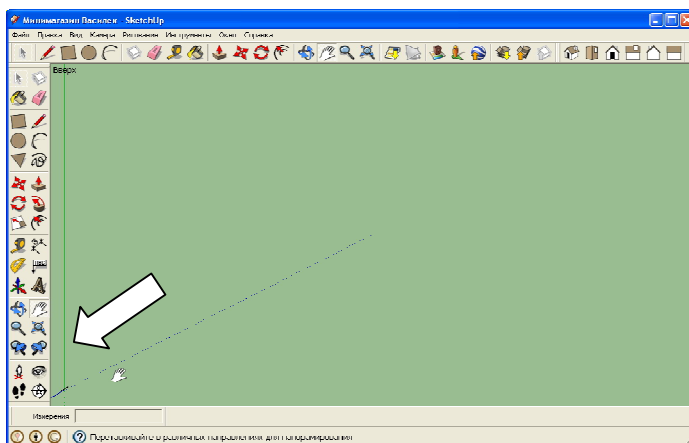 Минимагазин Василек - SketchUp
Файл Правка Вид Камера Рисование Инструменты Окно Справка
Вверх
Измерения
Перетаскивайте в различных направлениях для панорамирования